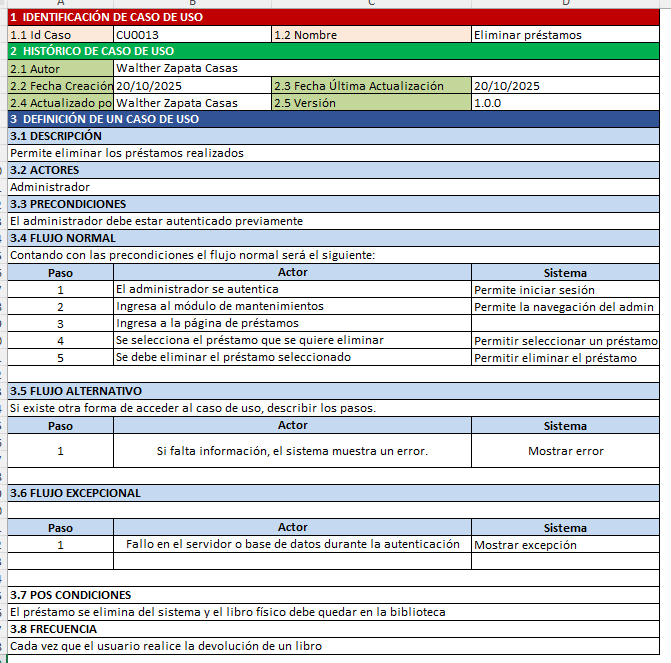 A B C D
1 IDENTIFICACIÓN DE CASO DE USO
1.1 Id Caso CU0013 1.2 Nombre Eliminar préstamos
2 HISTÓRICO DE CASO DE USO
2.1 Autor Walther Zapata Casas
2.2 Fecha Creación 20/10/2025 2.3 Fecha Última Actualización 20/10/2025
2.4 Actualizado po Walther Zapata Casas 2.5 Versión 1.0.0
3 DEFINICIÓN DE UN CASO DE USO
3.1 DESCRIPCIÓN
Permite eliminar los préstamos realizados
3.2 ACTORES
Administrador
3.3 PRECONDICIONES
El administrador debe estar autenticado previamente
3.4 FLUJO NORMAL
Contando con las precondiciones el flujo normal será el siguiente:
Paso Actor Sistema
1 El administrador se autentica Permite iniciar sesión
2 Ingresa al módulo de mantenimientos Permite la navegación del admin
3 Ingresa a la página de préstamos
4 Se selecciona el préstamo que se quiere eliminar Permitir seleccionar un préstamo
5 Se debe eliminar el préstamo seleccionado Permitir eliminar el préstamo
3.5 FLUJO ALTERNATIVO
Si existe otra forma de acceder al caso de uso, describir los pasos.
Paso Actor Sistema
1 Si falta información, el sistema muestra un error. Mostrar error
3.6 FLUJO EXCEPCIONAL
Paso Actor Sistema
1 Fallo en el servidor o base de datos durante la autenticación Mostrar excepción
3.7 POS CONDICIONES
El préstamo se elimina del sistema y el libro físico debe quedar en la biblioteca
3.8 FRECUENCIA
Cada vez que el usuario realice la devolución de un libro